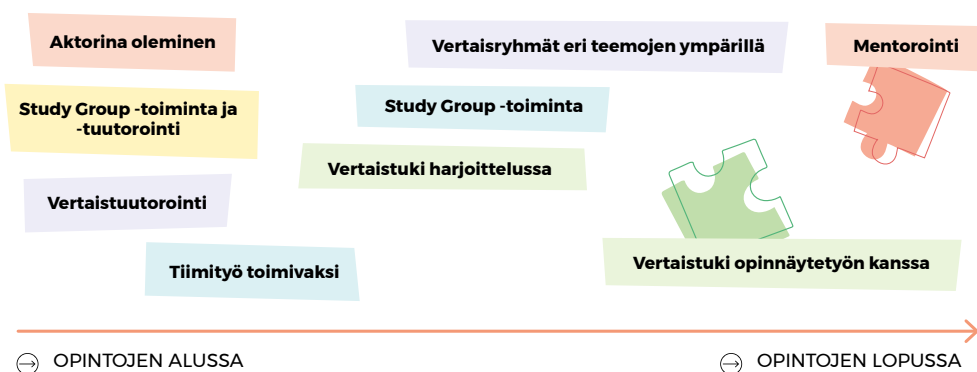 Aktorina oleminen
Vertaisryhmät eri teemojen ympärillä
Mentorointi
Study Group -toiminta ja
-tuutorointi
Study Group -toiminta
Vertaistuki harjoittelussa
Vertaistuutorointi
Tiimityö toimivaksi
Vertaistuki opinnäytetyön kanssa
OPINTOJEN ALUSSA
OPINTOJEN LOPUSSA